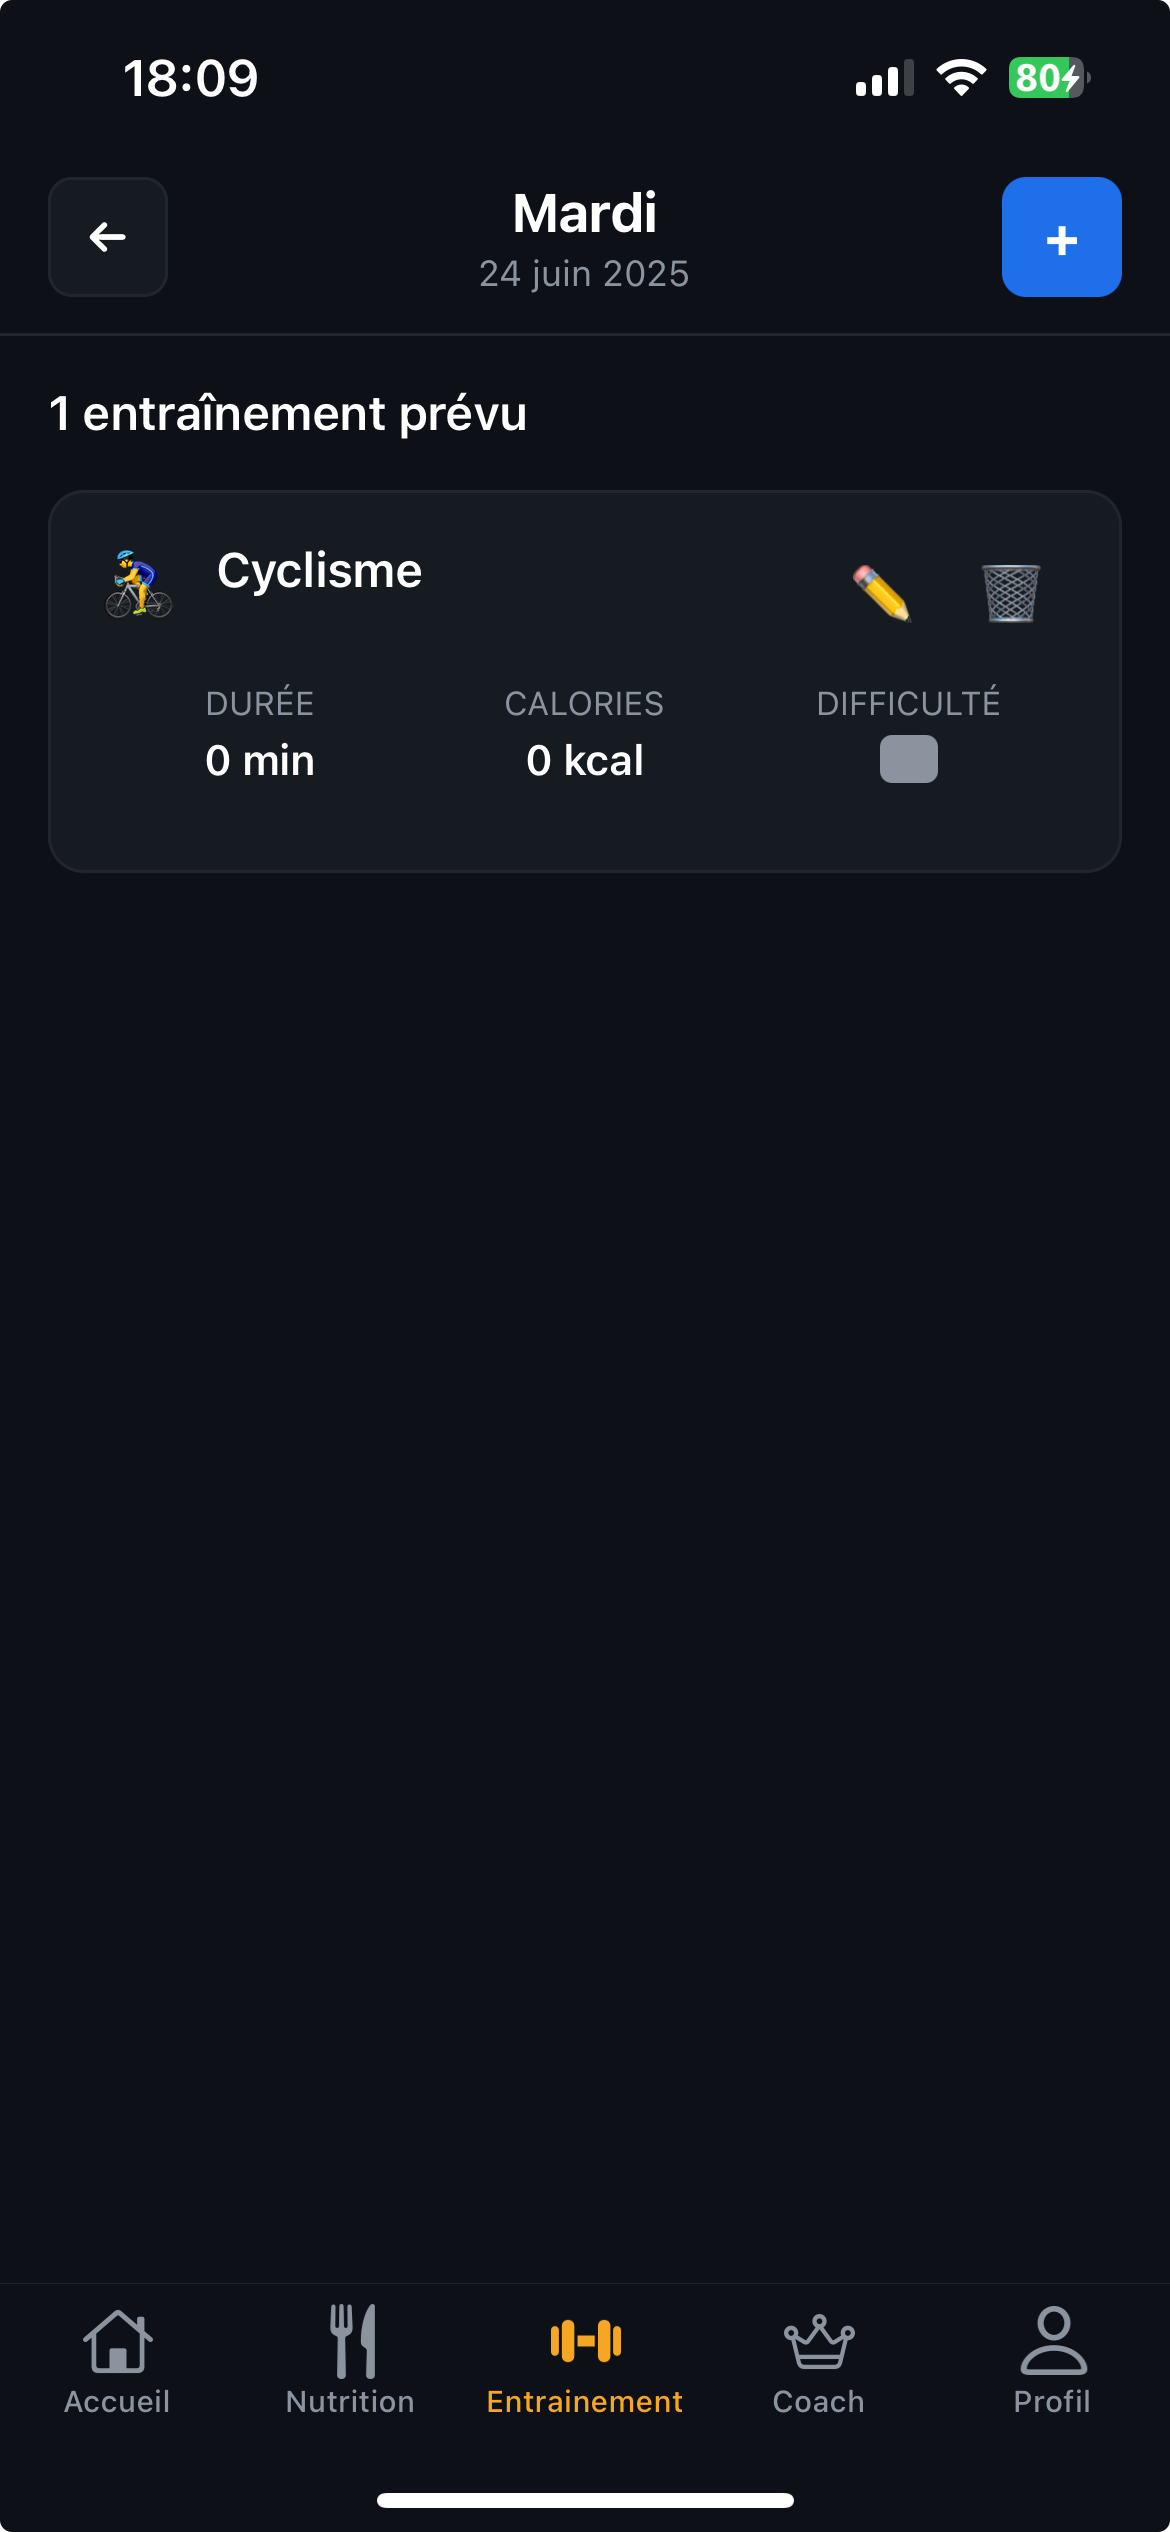 18:09
80
Mardi
24 juin 2025
+
1 entraînement prévu
Cyclisme
DURÉE
CALORIES
DIFFICULTÉ
0 min
0 kcal
Accueil
Nutrition
Entrainement
Coach
Profil